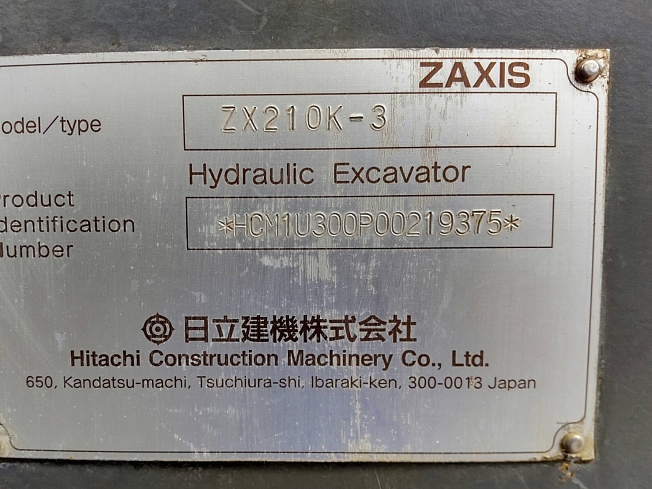 ZAXIS
odel/type ZX210K-3
Hydraulic Excavator
roduct
dentification *HCM1U300P00219375*
umber
日立建機株式会社
Hitachi Construction Machinery Co., Ltd.
650, Kandatsu-machi, Tsuchiura-shi, Ibaraki-ken, 300-0013 Japan